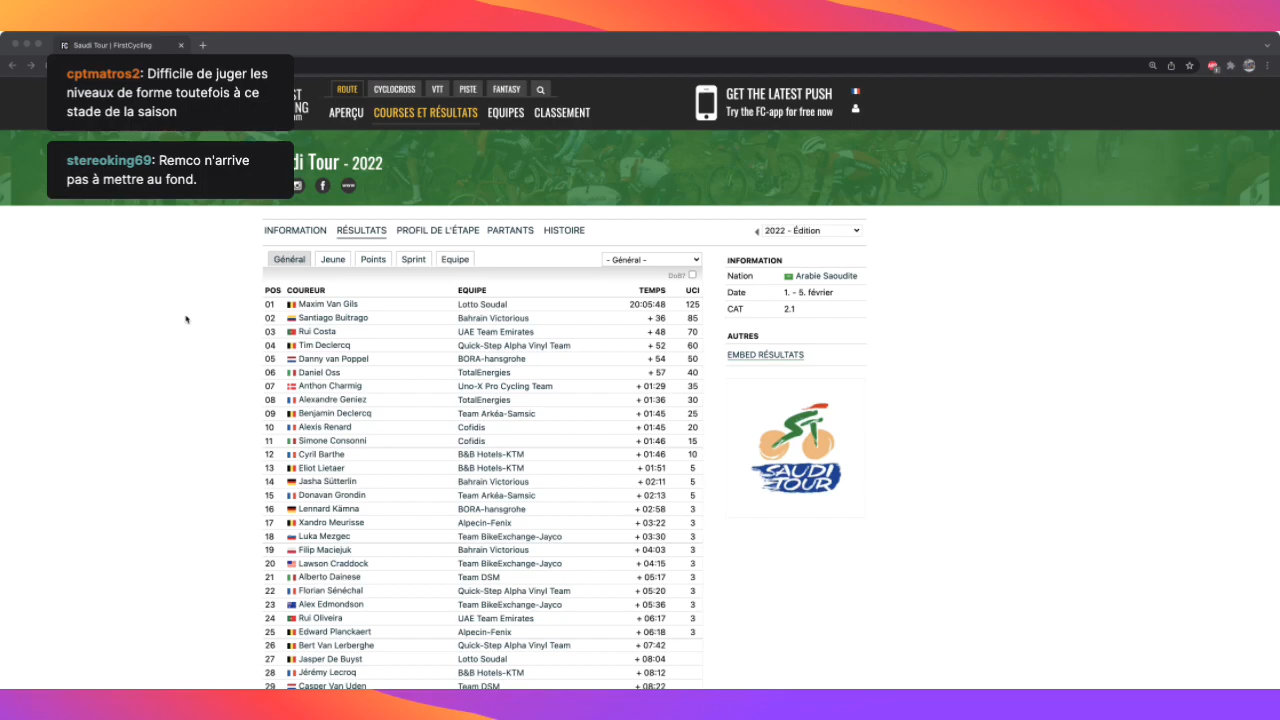 Saudi Tour | FirstCycling
cptmatros2: Difficile de juger les
niveaux de forme toutefois à ce
stade de la saison
stereoking69: Remco n'arrive
pas à mettre au fond.
ROUTE CYCLOCROSS VTT PISTE FANTASY
APERÇU COURSES ET RÉSULTATS EQUIPES CLASSEMENT
GET THE LATEST PUSH
Try the FC-app for free now
di Tour - 2022
INFORMATION RÉSULTATS PROFIL DE L'ÉTAPE PARTANTS HISTOIRE
2022 - Édition
Général Jeune Points Sprint Equipe
- Général -
Du8?
POS COUREUR EQUIPE TEMPS UCI
01 Maxim Van Gils Lotto Soudal 20:05:48 125
02 Santiago Buitrago Bahrain Victorious + 36 85
03 Rui Costa UAE Team Emirates + 48 70
04 Tim Declercq Quick-Step Alpha Vinyl Team + 52 60
05 Danny van Poppel BORA-hansgrohe + 54 50
06 Daniel Oss TotalEnergies + 57 40
07 Anthon Charmig Uno-X Pro Cycling Team + 01:29 35
08 Alexandre Geniez TotalEnergies + 01:36 30
09 Benjamin Declercq Team Arkéa-Samsic + 01:45 25
10 Alexis Renard Cofidis + 01:45 20
11 Simone Consonni Cofidis + 01:46 15
12 Cyril Barthe B&B Hotels-KTM + 01:46 10
13 Eliot Lietaer B&B Hotels-KTM + 01:51 5
14 Jasha Sütterlin Bahrain Victorious + 02:11 5
15 Donavan Grondin Team Arkéa-Samsic + 02:13 5
16 Lennard Kämna BORA-hansgrohe + 02:58 3
17 Xandro Meurisse Alpecin-Fenix + 03:22 3
18 Luka Mezgec Team BikeExchange-Jayco + 03:30 3
19 Filip Maciejuk Bahrain Victorious + 04:03 3
20 Lawson Craddock Team BikeExchange-Jayco + 04:15 3
21 Alberto Dainese Team DSM + 05:17 3
22 Florian Sénéchal Quick-Step Alpha Vinyl Team + 05:20 3
23 Alex Edmondson Team BikeExchange-Jayco + 05:36 3
24 Rui Oliveira UAE Team Emirates + 06:17 3
25 Edward Planckaert Alpecin-Fenix + 06:18 3
26 Bert Van Lerberghe Quick-Step Alpha Vinyl Team + 07:42
27 Jasper De Buyst Lotto Soudal + 08:04
28 Jérémy Lecroq B&B Hotels-KTM + 08:12
29 Casper Van Uden Team DSM + 08:22
INFORMATION
Nation Arabie Saoudite
Date 1. - 5. février
CAT 2.1
AUTRES
EMBED RÉSULTATS
SAUDI
TOUR